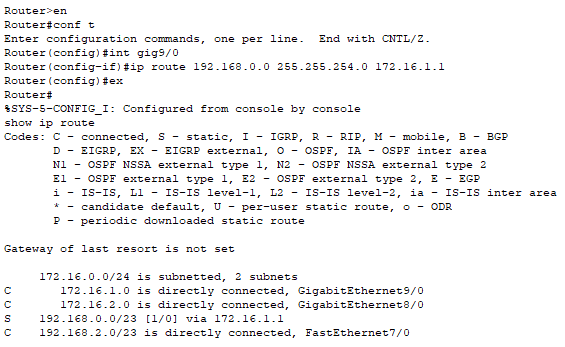 Router>en
Router#conf t
Enter configuration commands, one per line.  End with CNTL/Z.
Router(config)#int gig9/0
Router(config-if)#ip route 192.168.0.0 255.255.254.0 172.16.1.1
Router(config)#ex
Router#
%SYS-5-CONFIG_I: Configured from console by console
show ip route
Codes: C - connected, S - static, I - IGRP, R - RIP, M - mobile, B - BGP
       D - EIGRP, EX - EIGRP external, O - OSPF, IA - OSPF inter area
       N1 - OSPF NSSA external type 1, N2 - OSPF NSSA external type 2
       E1 - OSPF external type 1, E2 - OSPF external type 2, E - EGP
       i - IS-IS, L1 - IS-IS level-1, L2 - IS-IS level-2, ia - IS-IS inter area
       * - candidate default, U - per-user static route, o - ODR
       P - periodic downloaded static route
Gateway of last resort is not set
     172.16.0.0/24 is subnetted, 2 subnets
C       172.16.1.0 is directly connected, GigabitEthernet9/0
C       172.16.2.0 is directly connected, GigabitEthernet8/0
S    192.168.0.0/23 [1/0] via 172.16.1.1
C    192.168.2.0/23 is directly connected, FastEthernet7/0